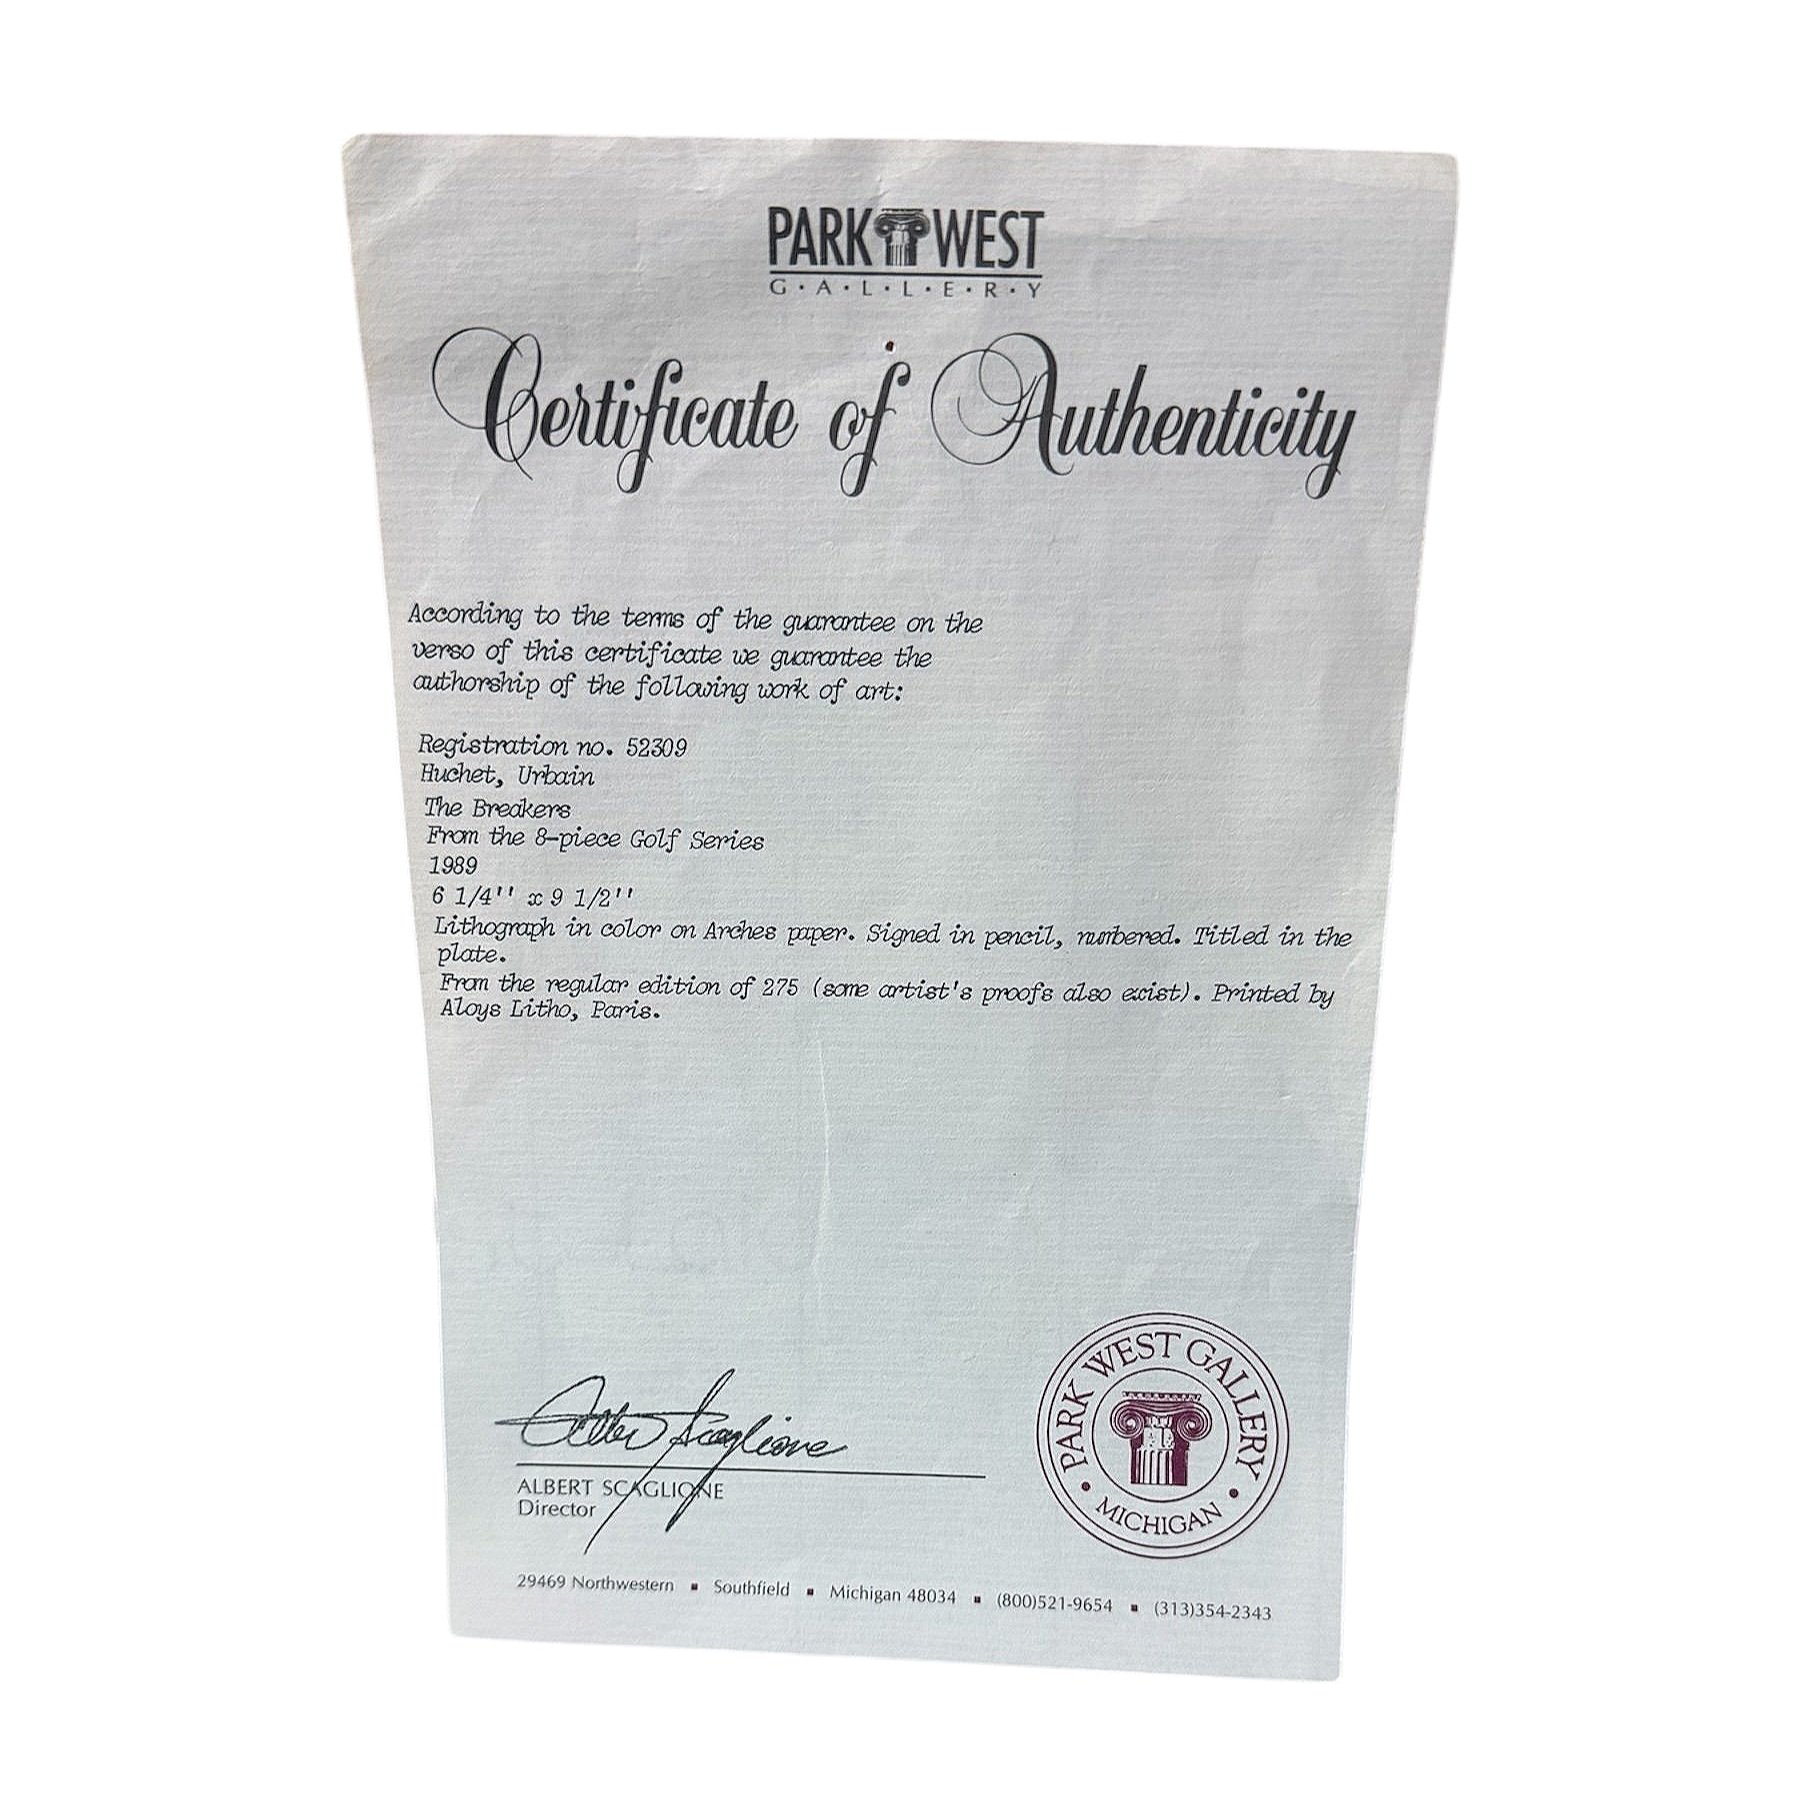 PARK WEST
G·A·L·L·E·R·Y
Certificate of Authenticity
According to the terms of the guarantee on the
verso of this certificate we guarantee the
authorship of the following work of art:
Registration no. 52309
Huchet, Urbain
The Breakers
From the 8-piece Golf Series
1989
6 1/4'' x 9 1/2''
Lithograph in color on Arches paper. Signed in pencil, numbered. Titled in the
plate.
From the regular edition of 275 (some artist's proofs also exist). Printed by
Aloys Litho, Paris.
Albert Scaglione
ALBERT SCAGLIONE
Director
PARK WEST GALLERY
• MICHIGAN •
29469 Northwestern ▪ Southfield ▪ Michigan 48034 ▪ (800)521-9654 ▪ (313)354-2343